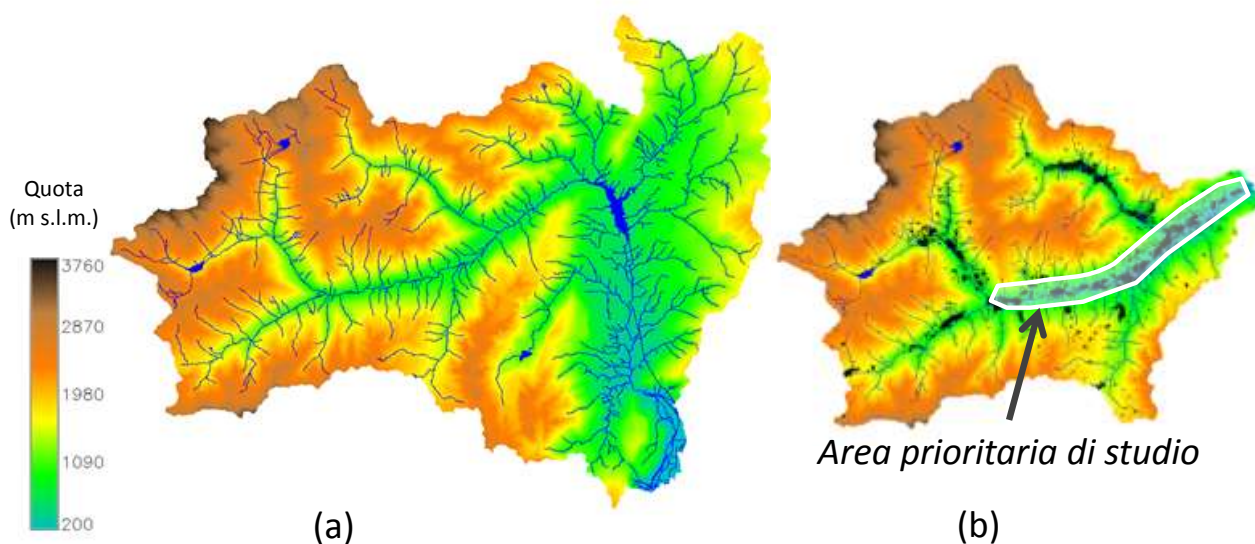 Quota
(m s.l.m.)
3760
2870
1980
1090
200
Area prioritaria di studio
(a)
(b)